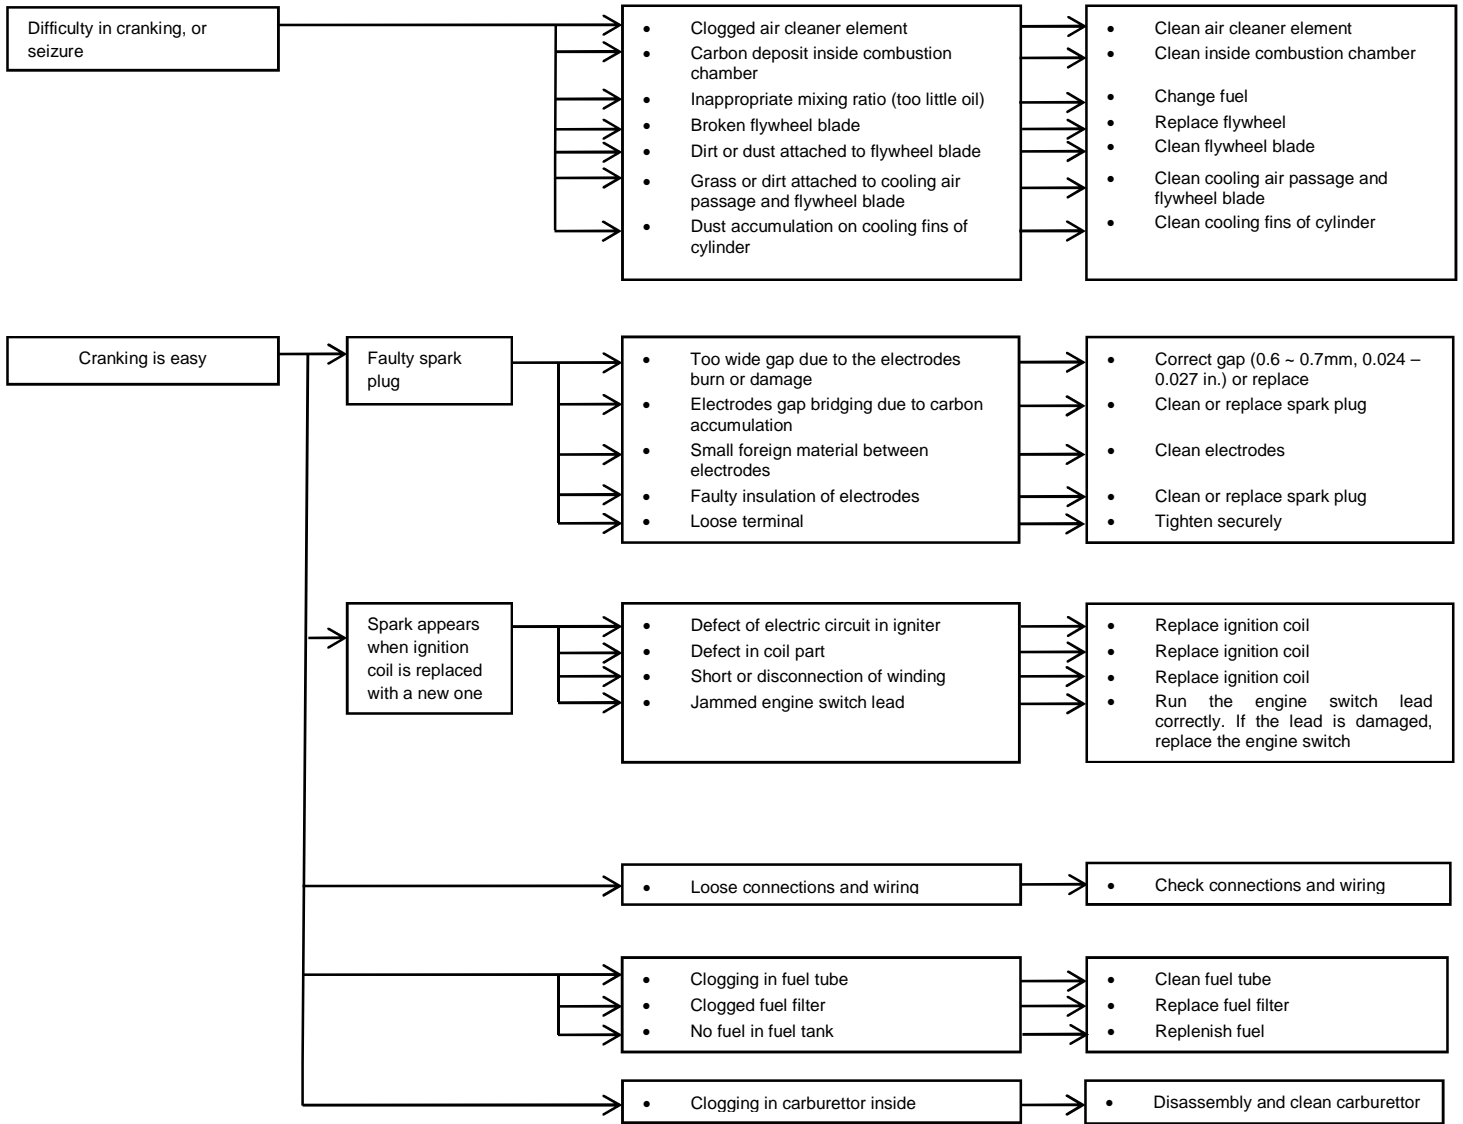 Difficulty in cranking, or
seizure
• Clogged air cleaner element
• Carbon deposit inside combustion
chamber
• Inappropriate mixing ratio (too little oil)
• Broken flywheel blade
• Dirt or dust attached to flywheel blade
• Grass or dirt attached to cooling air
passage and flywheel blade
• Dust accumulation on cooling fins of
cylinder
• Clean air cleaner element
• Clean inside combustion chamber
• Change fuel
• Replace flywheel
• Clean flywheel blade
• Clean cooling air passage and
flywheel blade
• Clean cooling fins of cylinder
Cranking is easy
Faulty spark
plug
• Too wide gap due to the electrodes
burn or damage
• Electrodes gap bridging due to carbon
accumulation
• Small foreign material between
electrodes
• Faulty insulation of electrodes
• Loose terminal
• Correct gap (0.6 ~ 0.7mm, 0.024 –
0.027 in.) or replace
• Clean or replace spark plug
• Clean electrodes
• Clean or replace spark plug
• Tighten securely
Spark appears
when ignition
coil is replaced
with a new one
• Defect of electric circuit in igniter
• Defect in coil part
• Short or disconnection of winding
• Jammed engine switch lead
• Replace ignition coil
• Replace ignition coil
• Replace ignition coil
• Run the engine switch lead
correctly. If the lead is damaged,
replace the engine switch
• Loose connections and wiring
• Check connections and wiring
• Clogging in fuel tube
• Clogged fuel filter
• No fuel in fuel tank
• Clean fuel tube
• Replace fuel filter
• Replenish fuel
• Clogging in carburettor inside
• Disassembly and clean carburettor